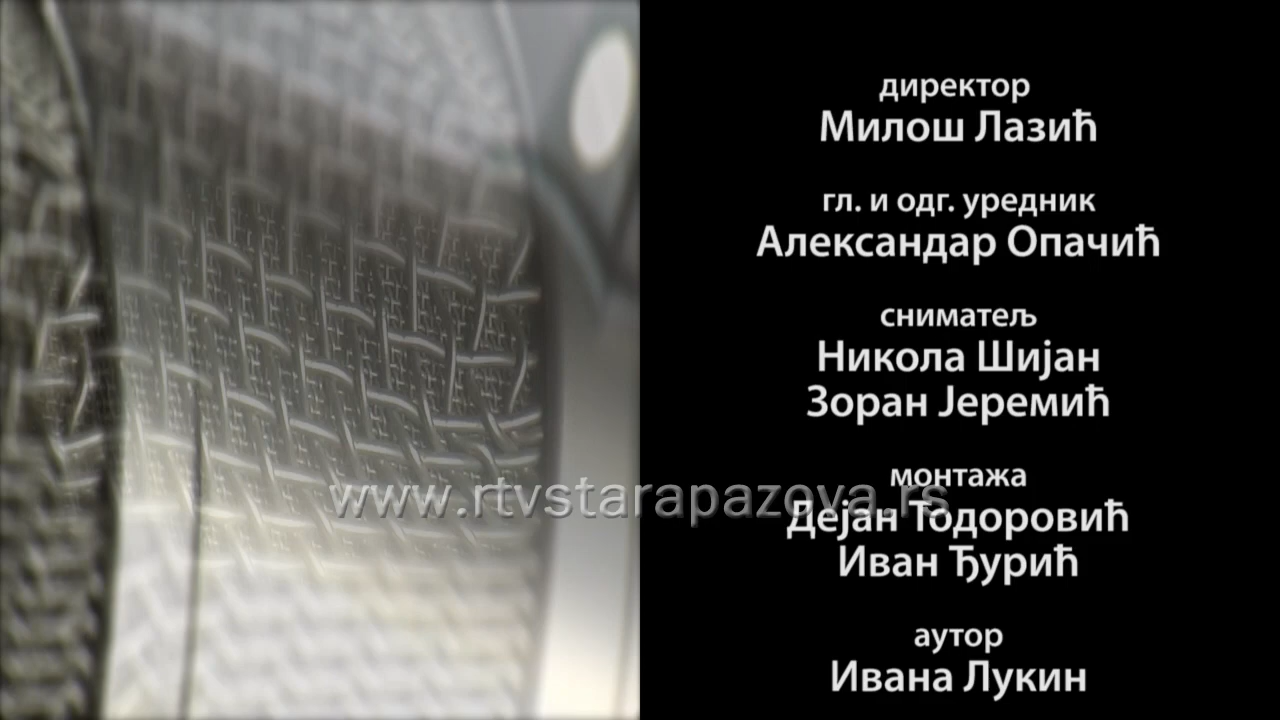 директор
Милош Лазић
гл. и одг. уредник
Александар Опачић
сниматељ
Никола Шијан
Зоран Јеремић
монтажа
www.rtvstarapazova.rs
Дејан Тодоровић
Иван Ђурић
аутор
Ивана Лукин